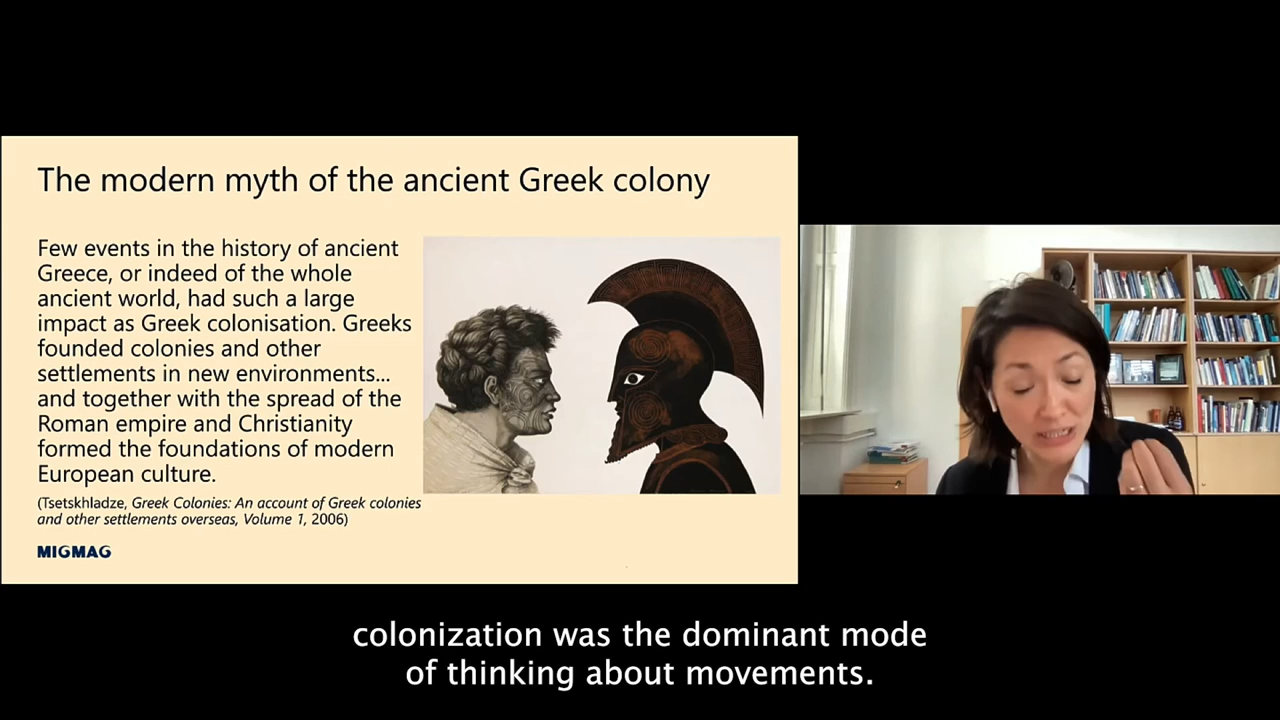 The modern myth of the ancient Greek colony
Few events in the history of ancient
Greece, or indeed of the whole
ancient world, had such a large
impact as Greek colonisation. Greeks
founded colonies and other
settlements in new environments...
and together with the spread of the
Roman empire and Christianity
formed the foundations of modern
European culture.
(Tsetskhladze, Greek Colonies: An account of Greek colonies
and other settlements overseas, Volume 1, 2006)
MIGMAG
colonization was the dominant mode
of thinking about movements.